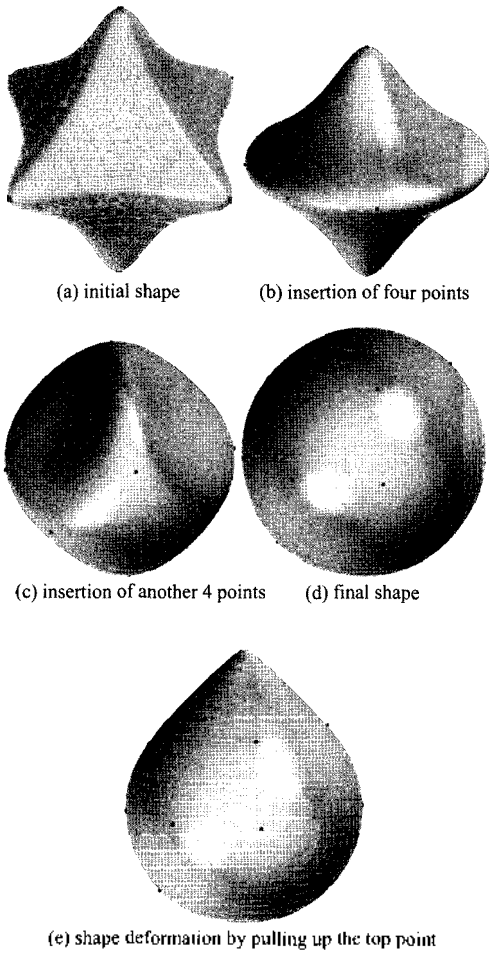 (a) initial shape
(b) insertion of four points
(c) insertion of another 4 points
(d) final shape
(e) shape deformation by pulling up the top point